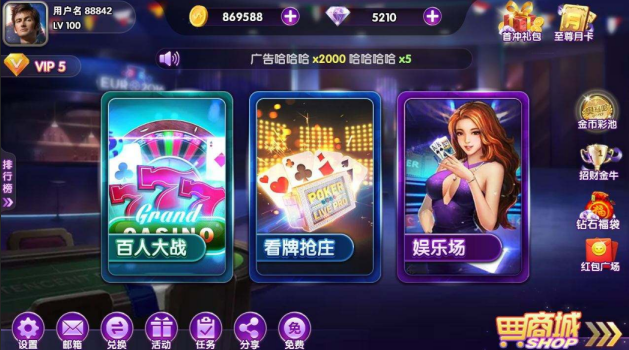 用户名 88842
LV 100
869588
5210
首冲礼包
至尊月卡
VIP 5
广告哈哈哈 x2000 哈哈哈哈 x5
排行榜
Grand
CASINO
百人大战
POKER
LIVE PRO
看牌抢庄
娱乐场
金币彩池
招财金牛
钻石福袋
红包广场
设置
邮箱
兑换
活动
任务
分享
免
免费
商城
SHOP